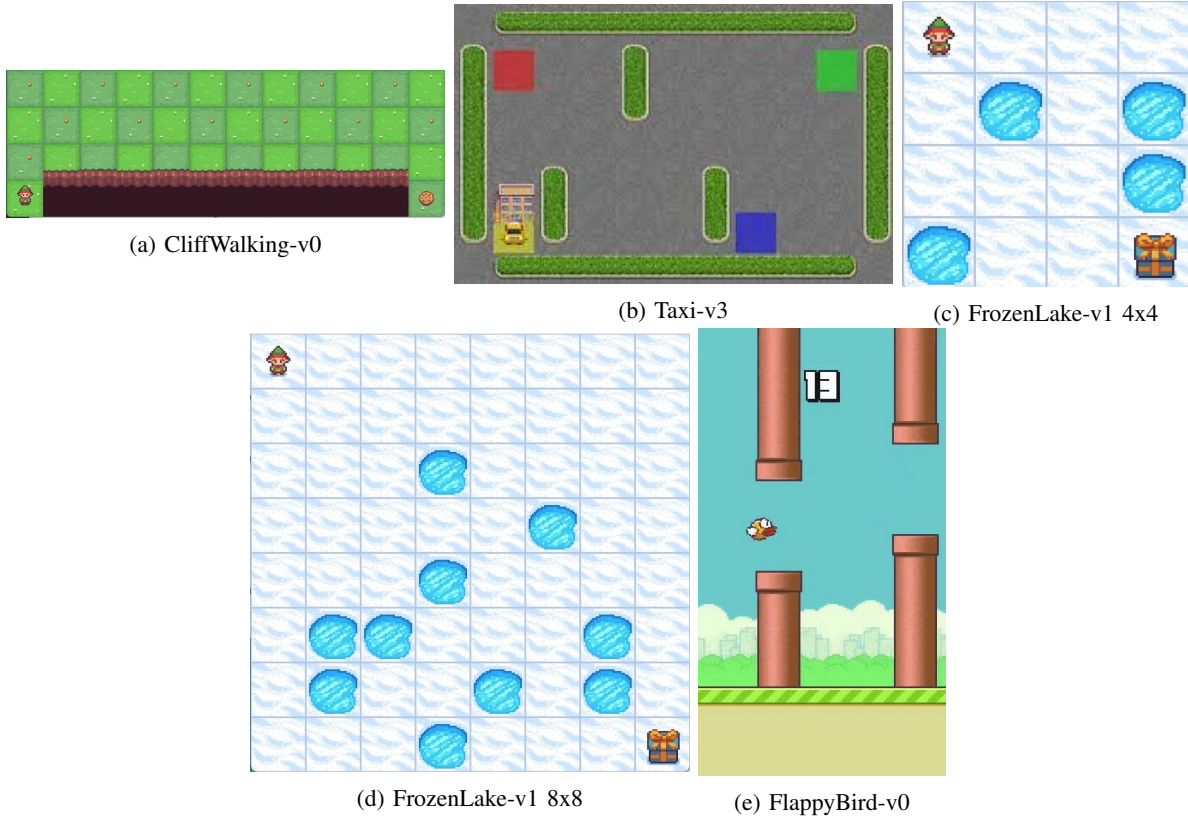 (a) CliffWalking-v0
(b) Taxi-v3
(c) FrozenLake-v1 4x4
13
(d) FrozenLake-v1 8x8
(e) FlappyBird-v0